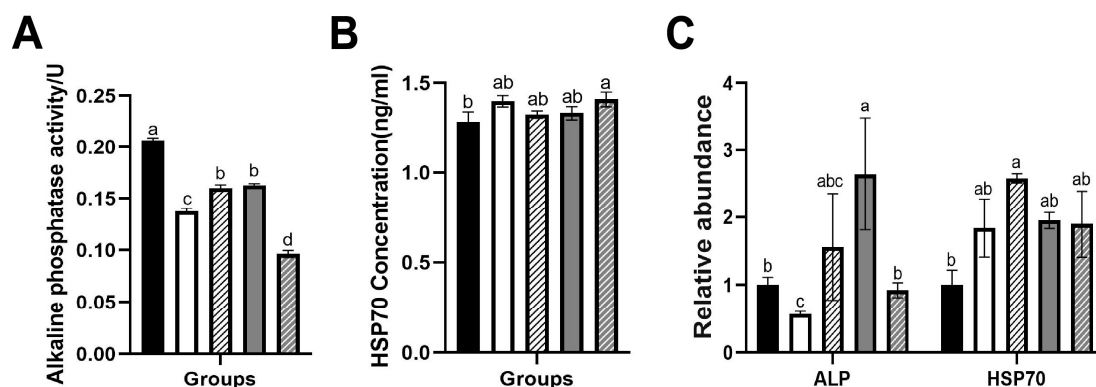 A
B
C
Alkaline phosphatase activity/U
0.25
0.20
0.15
0.10
0.05
0.00
a
c
b
b
d
Groups
HSP70 Concentration(ng/ml)
1.5
1.0
0.5
0.0
b
ab
ab
ab
a
Groups
Relative abundance
4
3
2
1
0
b
c
abc
a
b
b
ab
a
ab
ab
ALP
HSP70